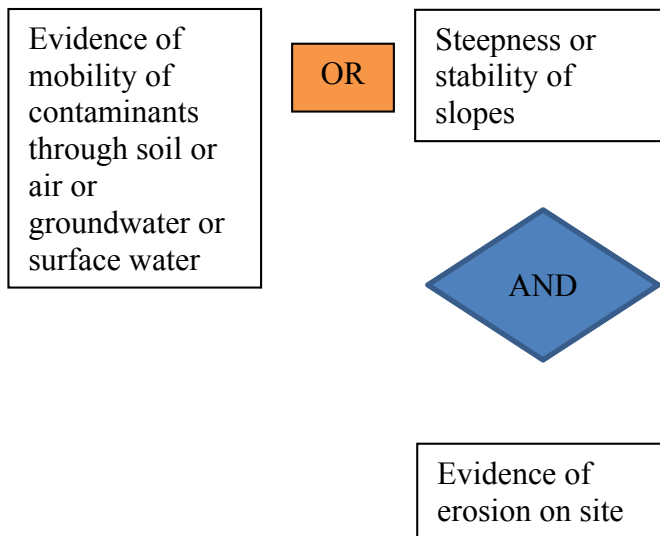 Evidence of
mobility of
contaminants
through soil or
air or
groundwater or
surface water
OR
Steepness or
stability of
slopes
AND
Evidence of
erosion on site